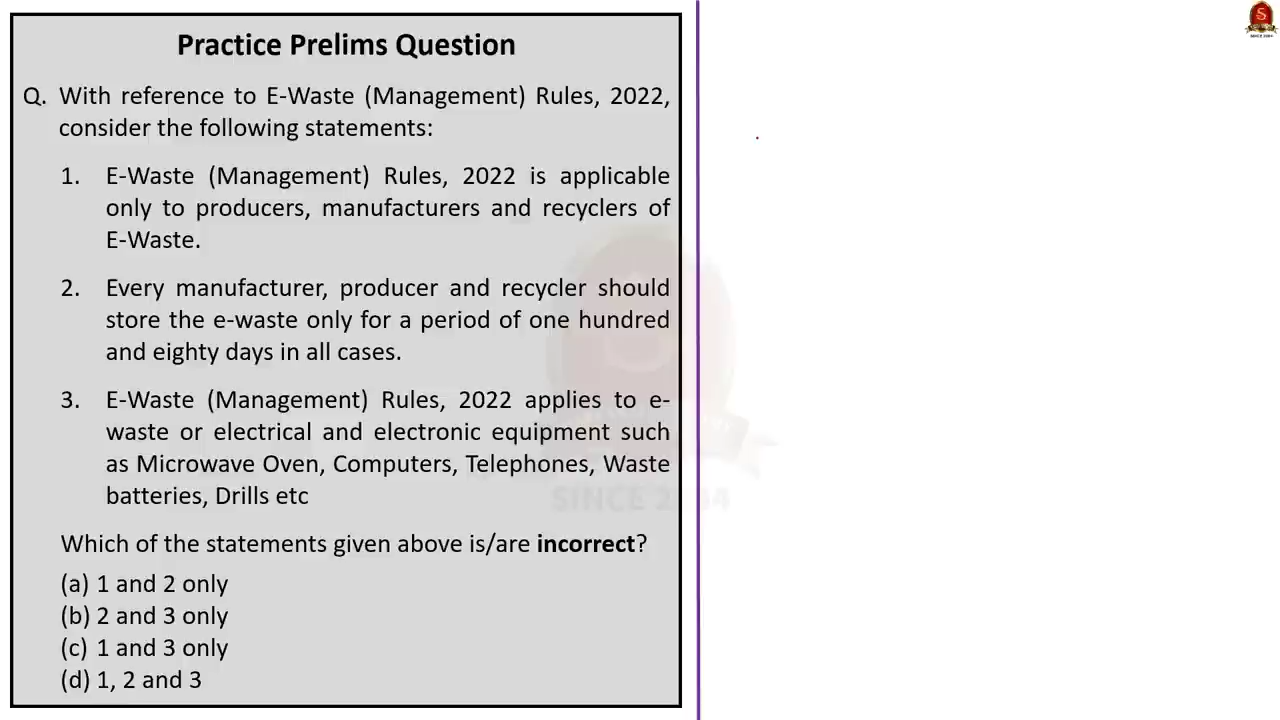 Practice Prelims Question
Q. With reference to E-Waste (Management) Rules, 2022,
consider the following statements:
1. E-Waste (Management) Rules, 2022 is applicable
only to producers, manufacturers and recyclers of
E-Waste.
2. Every manufacturer, producer and recycler should
store the e-waste only for a period of one hundred
and eighty days in all cases.
3. E-Waste (Management) Rules, 2022 applies to e-
waste or electrical and electronic equipment such
as Microwave Oven, Computers, Telephones, Waste
batteries, Drills etc
Which of the statements given above is/are incorrect?
(a) 1 and 2 only
(b) 2 and 3 only
(c) 1 and 3 only
(d) 1, 2 and 3
S
SINCE 2004
SINCE 2004